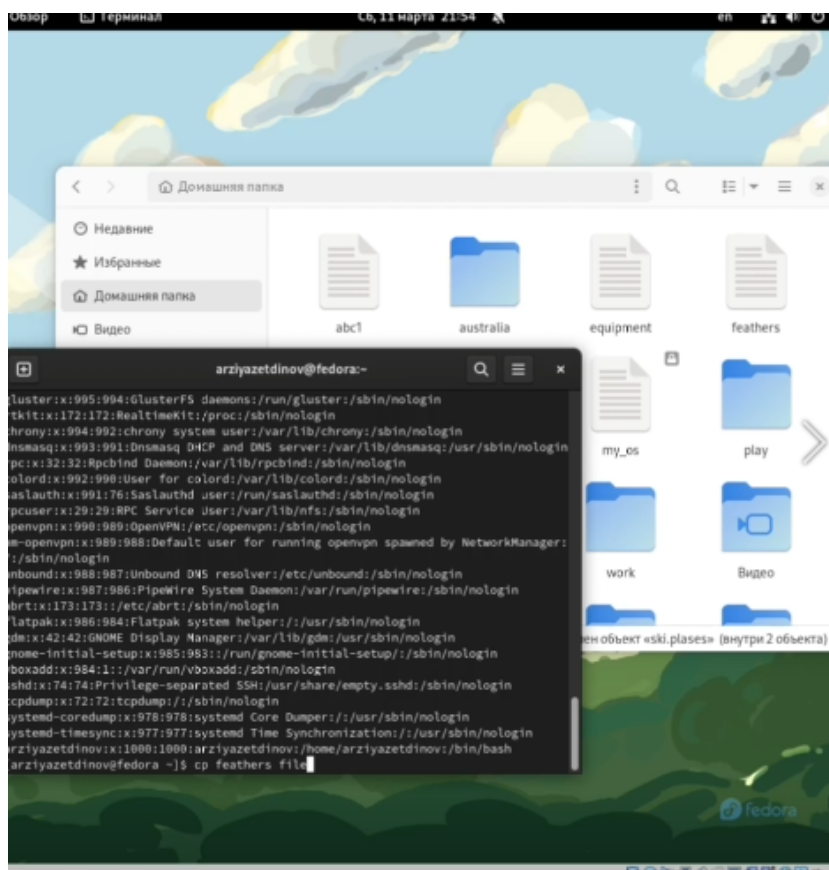 Обзор Терминал Сб, 11 марта 21:54 en
Домашняя папка
Недавние
Избранные
Домашняя папка
Видео
abc1 australia equipment feathers
my_os play
work Видео
ен объект «ski.plases» (внутри 2 объекта)
arziyazetdinov@fedora:~
gluster:x:995:994:GlusterFS daemons:/run/gluster:/sbin/nologin
rtkit:x:172:172:RealtimeKit:/proc:/sbin/nologin
chrony:x:994:992:chrony system user:/var/lib/chrony:/sbin/nologin
dnsmasq:x:993:991:Dnsmasq DHCP and DNS server:/var/lib/dnsmasq:/usr/sbin/nologin
rpc:x:32:32:Rpcbind Daemon:/var/lib/rpcbind:/sbin/nologin
colord:x:992:990:User for colord:/var/lib/colord:/sbin/nologin
saslauth:x:991:76:Saslauthd user:/run/saslauthd:/sbin/nologin
rpcuser:x:29:29:RPC Service User:/var/lib/nfs:/sbin/nologin
openvpn:x:990:989:OpenVPN:/etc/openvpn:/sbin/nologin
nm-openvpn:x:989:988:Default user for running openvpn spawned by NetworkManager:
/:/sbin/nologin
unbound:x:988:987:Unbound DNS resolver:/etc/unbound:/sbin/nologin
pipewire:x:987:986:PipeWire System Daemon:/var/run/pipewire:/sbin/nologin
abrt:x:173:173::/etc/abrt:/sbin/nologin
flatpak:x:986:984:Flatpak system helper:/:/usr/sbin/nologin
gdm:x:42:42:GNOME Display Manager:/var/lib/gdm:/usr/sbin/nologin
gnome-initial-setup:x:985:983::/run/gnome-initial-setup/:/sbin/nologin
vboxadd:x:984:1::/var/run/vboxadd:/sbin/nologin
sshd:x:74:74:Privilege-separated SSH:/usr/share/empty.sshd:/sbin/nologin
tcpdump:x:72:72:tcpdump:/:/sbin/nologin
systemd-coredump:x:978:978:systemd Core Dumper:/:/usr/sbin/nologin
systemd-timesync:x:977:977:systemd Time Synchronization:/:/usr/sbin/nologin
arziyazetdinov:x:1000:1000:arziyazetdinov:/home/arziyazetdinov:/bin/bash
[arziyazetdinov@fedora ~]$ cp feathers file
fedora